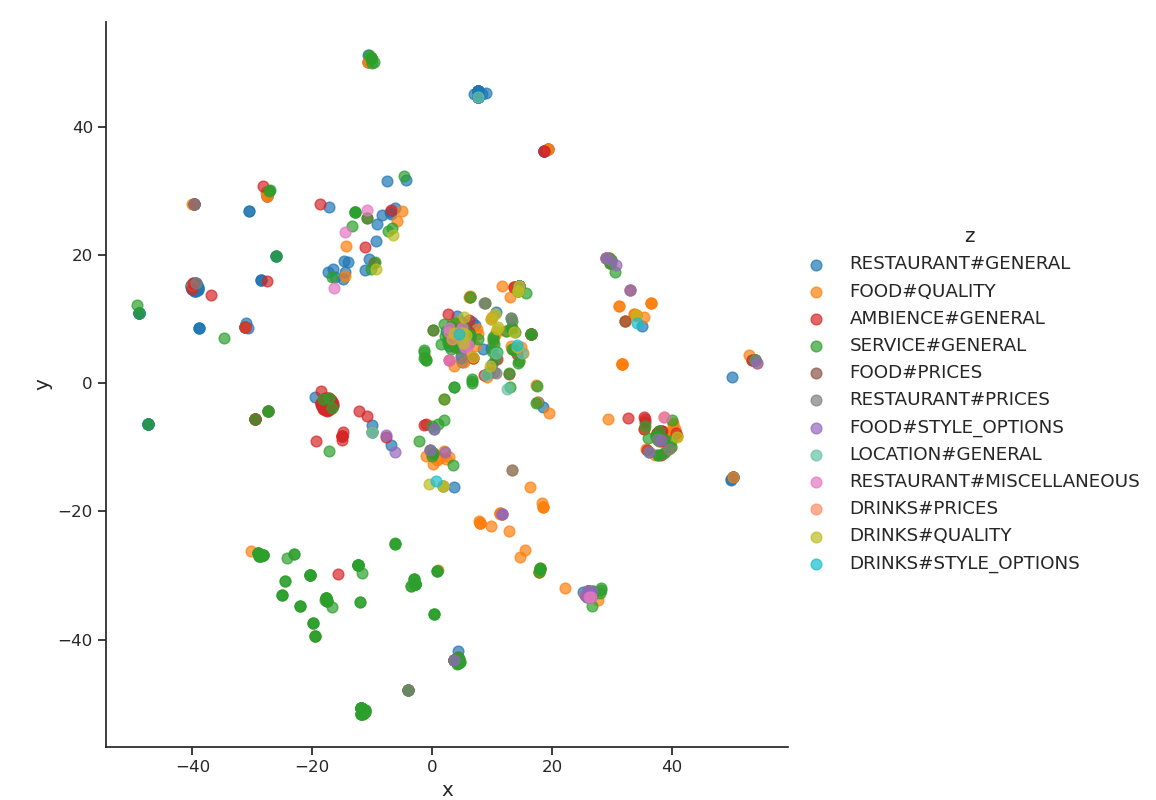 40
20
0
−20
−40
y
−40
−20
0
20
40
x
z
RESTAURANT#GENERAL
FOOD#QUALITY
AMBIENCE#GENERAL
SERVICE#GENERAL
FOOD#PRICES
RESTAURANT#PRICES
FOOD#STYLE_OPTIONS
LOCATION#GENERAL
RESTAURANT#MISCELLANEOUS
DRINKS#PRICES
DRINKS#QUALITY
DRINKS#STYLE_OPTIONS